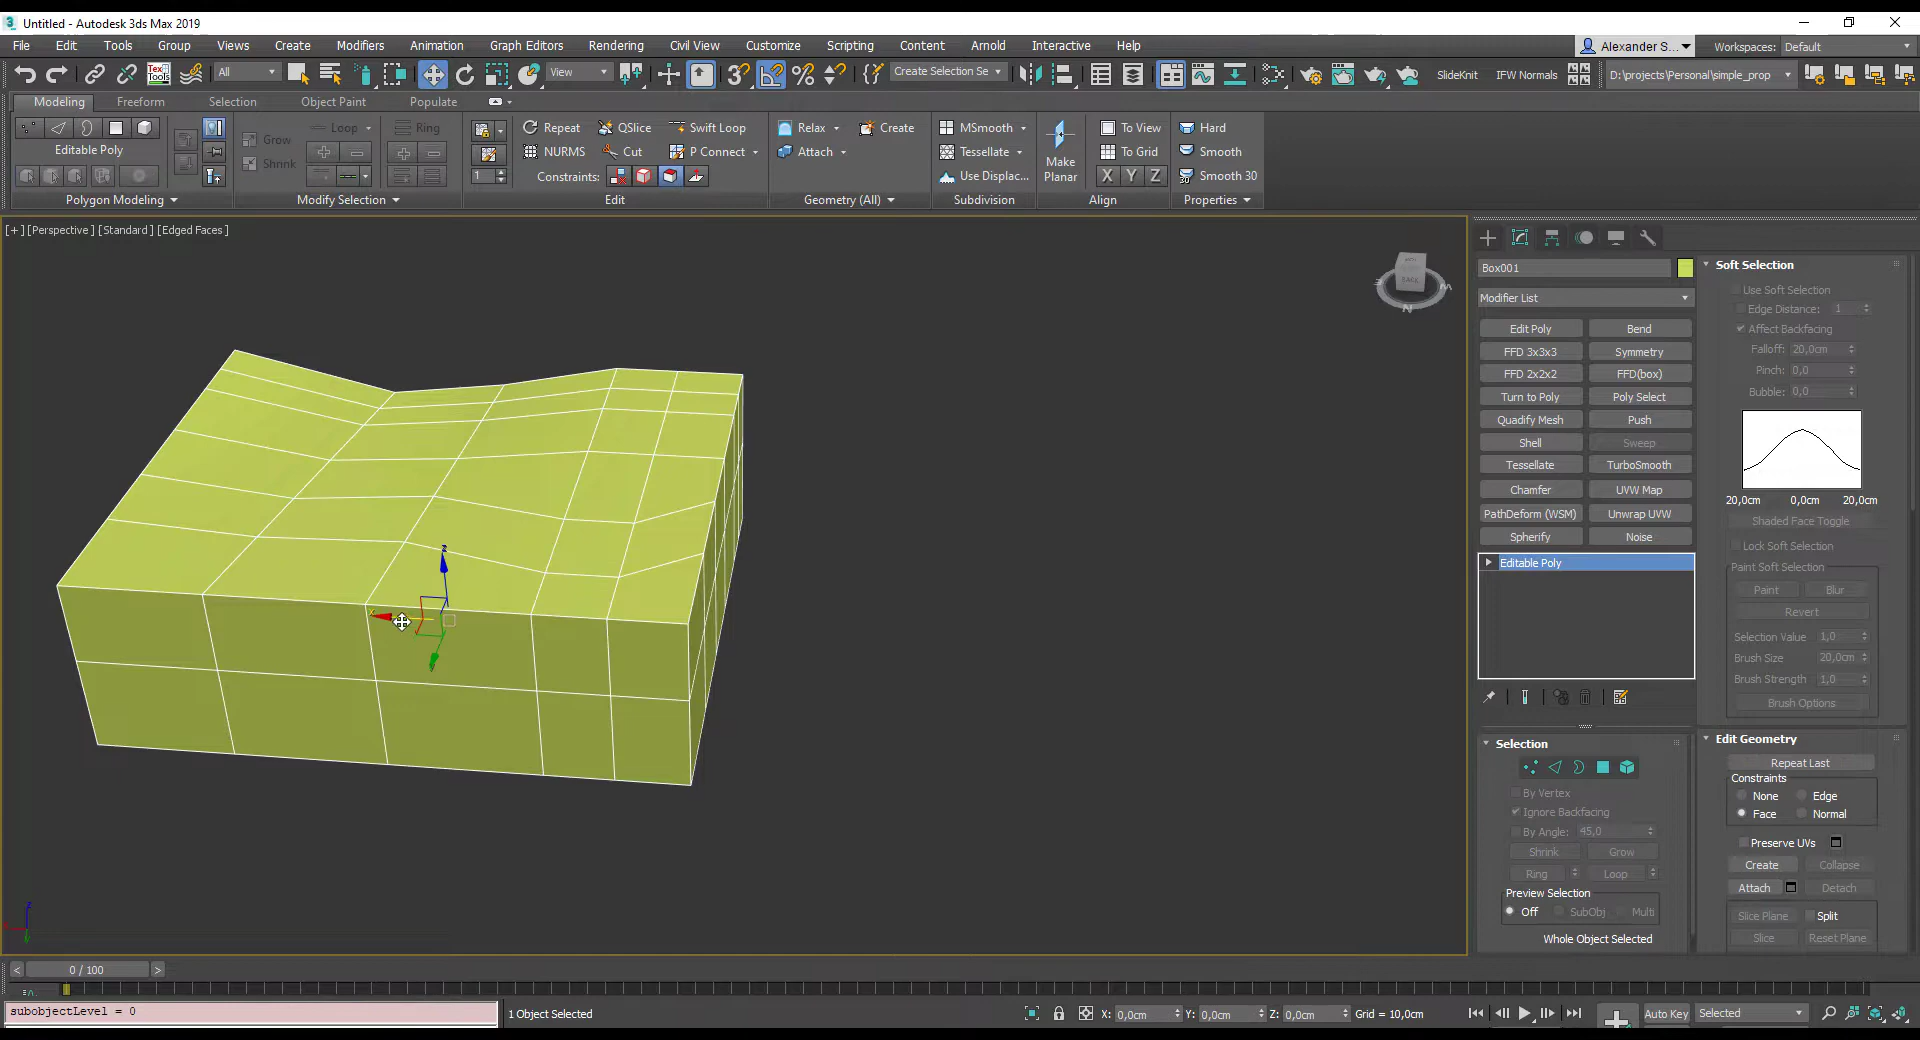 Untitled - Autodesk 3ds Max 2019
File Edit Tools Group Views Create Modifiers Animation Graph Editors Rendering Civil View Customize Scripting Content Arnold Interactive Help
Alexander S... Workspaces: Default
All Tex Tools View Create Selection Se SlideKnit IFW Normals D:\projects\Personal\simple_prop
Modeling Freeform Selection Object Paint Populate
Grow Loop Ring Repeat QSlice Swift Loop Relax Create MSmooth To View Hard
Editable Poly Shrink NURMS Cut P Connect Attach Tessellate Make Planar To Grid Smooth
1 Constraints: Use Displac... X Y Z Smooth 30
Polygon Modeling Modify Selection Edit Geometry (All) Subdivision Align Properties
[+] [Perspective] [Standard] [Edged Faces]
Box001
Modifier List
Edit Poly Bend
FFD 3x3x3 Symmetry
FFD 2x2x2 FFD(box)
Turn to Poly Poly Select
Quadify Mesh Push
Shell Sweep
Tessellate TurboSmooth
Chamfer UVW Map
PathDeform (WSM) Unwrap UVW
Spherify Noise
Editable Poly
Selection
By Vertex
Ignore Backfacing
By Angle: 45,0
Shrink Grow
Ring Loop
Preview Selection
Off SubObj Multi
Whole Object Selected
Soft Selection
Use Soft Selection
Edge Distance: 1
Affect Backfacing
Falloff: 20,0cm
Pinch: 0,0
Bubble: 0,0
20,0cm 0,0cm 20,0cm
Shaded Face Toggle
Lock Soft Selection
Paint Soft Selection
Paint Blur
Revert
Selection Value 1,0
Brush Size 20,0cm
Brush Strength 1,0
Brush Options
Edit Geometry
Repeat Last
Constraints
None Edge
Face Normal
Preserve UVs
Create Collapse
Attach Detach
Slice Plane Split
Slice Reset Plane
0 / 100
subobjectLevel = 0
1 Object Selected X: 0,0cm Y: 0,0cm Z: 0,0cm Grid = 10,0cm Auto Key Selected